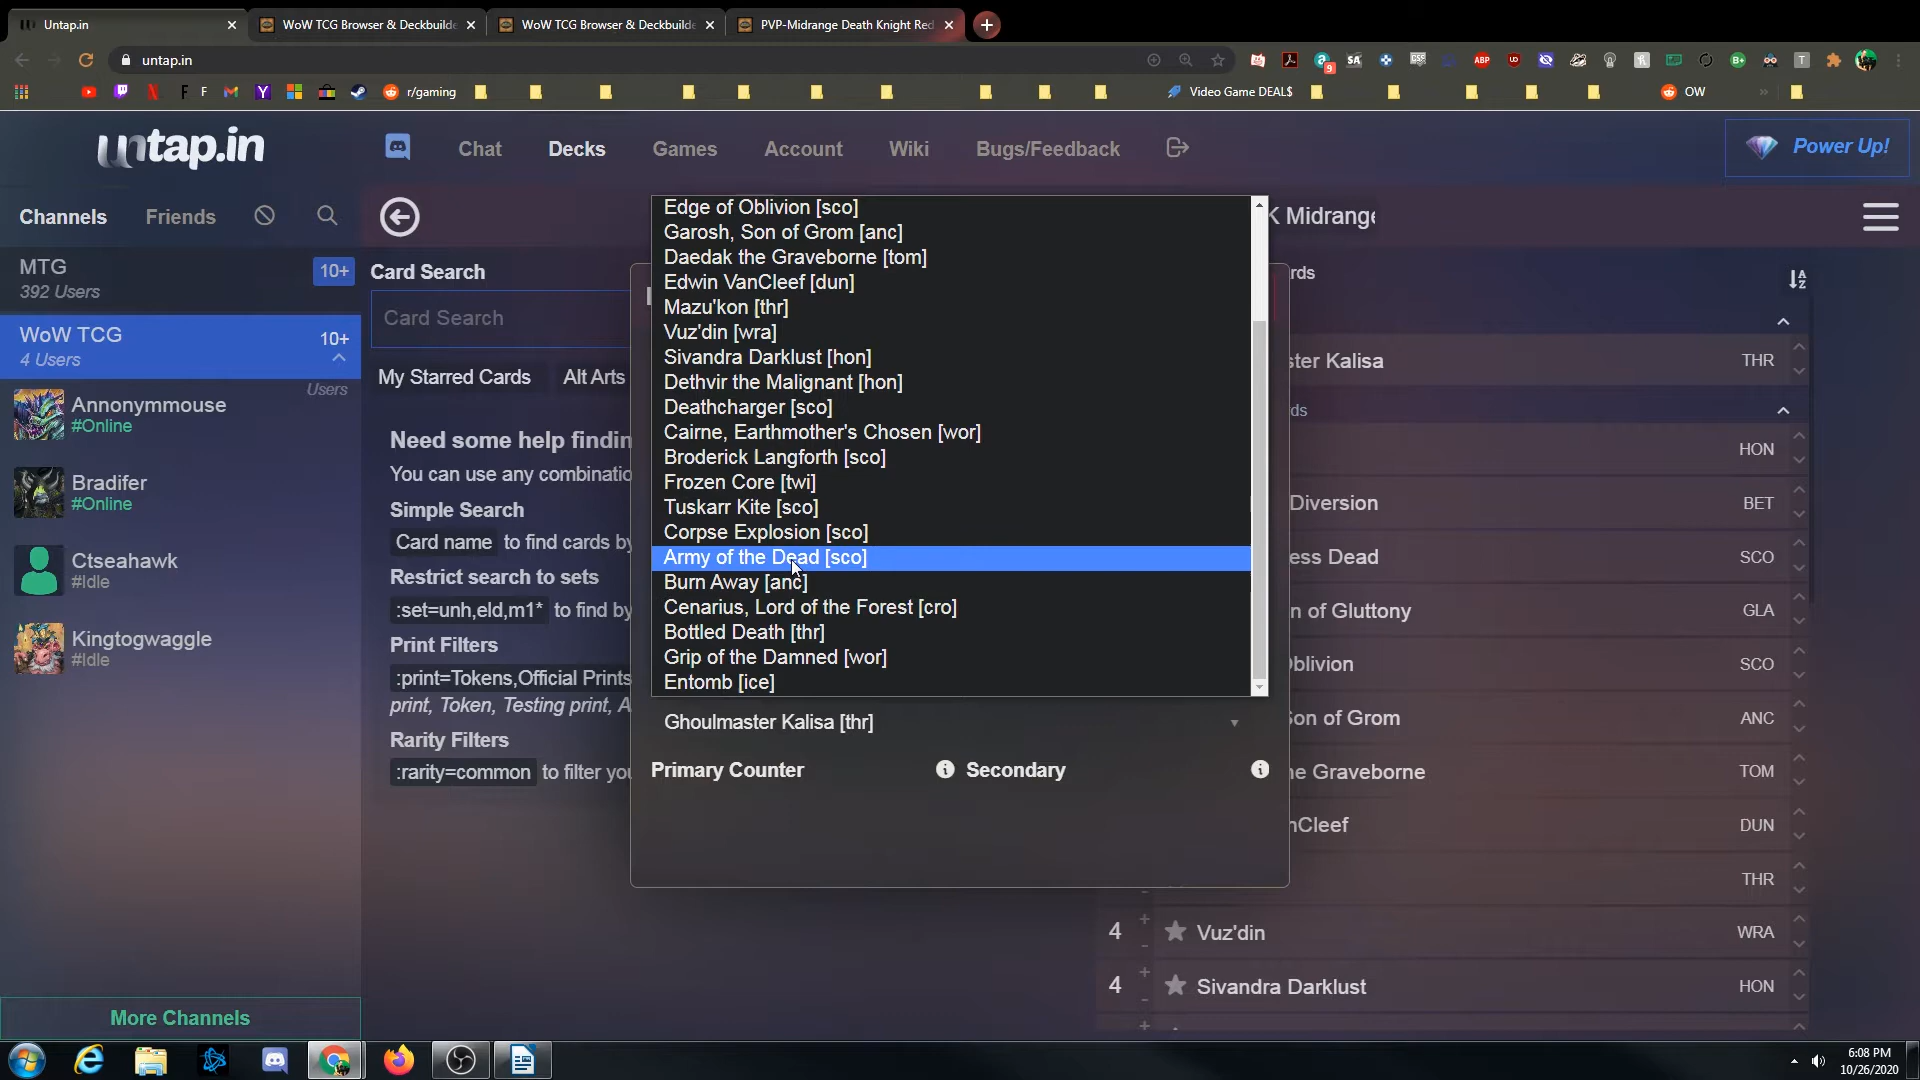 Untap.in
WoW TCG Browser & Deckbuilde
WoW TCG Browser & Deckbuilde
PVP-Midrange Death Knight Red
untap.in
9
SA
GSF
ABP
UD
B+
T
F F
r/gaming
Video Game DEAL$
OW
untap.in
Chat
Decks
Games
Account
Wiki
Bugs/Feedback
Power Up!
Channels
Friends
K Midrange
MTG
392 Users
10+
WoW TCG
4 Users
10+
Users
Annonymmouse
#Online
Bradifer
#Online
Ctseahawk
#Idle
Kingtogwaggle
#Idle
More Channels
Card Search
Card Search
My Starred Cards
Alt Arts
Need some help findin
You can use any combinatio
Simple Search
Card name to find cards by
Restrict search to sets
:set=unh,eld,m1* to find by
Print Filters
:print=Tokens,Official Prints
print, Token, Testing print, A
Rarity Filters
:rarity=common to filter you
Edge of Oblivion [sco]
Garosh, Son of Grom [anc]
Daedak the Graveborne [tom]
Edwin VanCleef [dun]
Mazu'kon [thr]
Vuz'din [wra]
Sivandra Darklust [hon]
Dethvir the Malignant [hon]
Deathcharger [sco]
Cairne, Earthmother's Chosen [wor]
Broderick Langforth [sco]
Frozen Core [twi]
Tuskarr Kite [sco]
Corpse Explosion [sco]
Army of the Dead [sco]
Burn Away [anc]
Cenarius, Lord of the Forest [cro]
Bottled Death [thr]
Grip of the Damned [wor]
Entomb [ice]
Ghoulmaster Kalisa [thr]
Primary Counter
Secondary
rds
ster Kalisa THR
ds
HON
Diversion BET
ess Dead SCO
n of Gluttony GLA
Oblivion SCO
Son of Grom ANC
he Graveborne TOM
nCleef DUN
THR
4 + - Vuz'din WRA
4 + - Sivandra Darklust HON
+
6:08 PM
10/26/2020